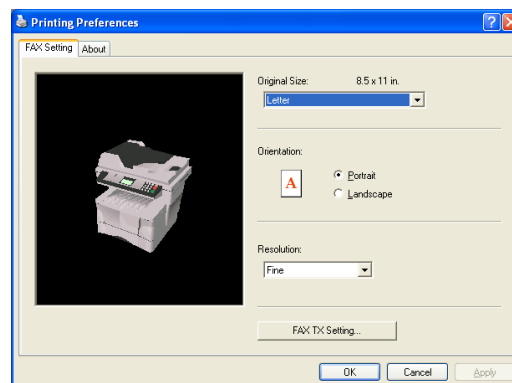 Printing Preferences
FAX Setting
About
Original Size: 8.5 x 11 in.
Letter
Orientation:
A
Portrait
Landscape
Resolution:
Fine
FAX TX Setting...
OK Cancel Apply